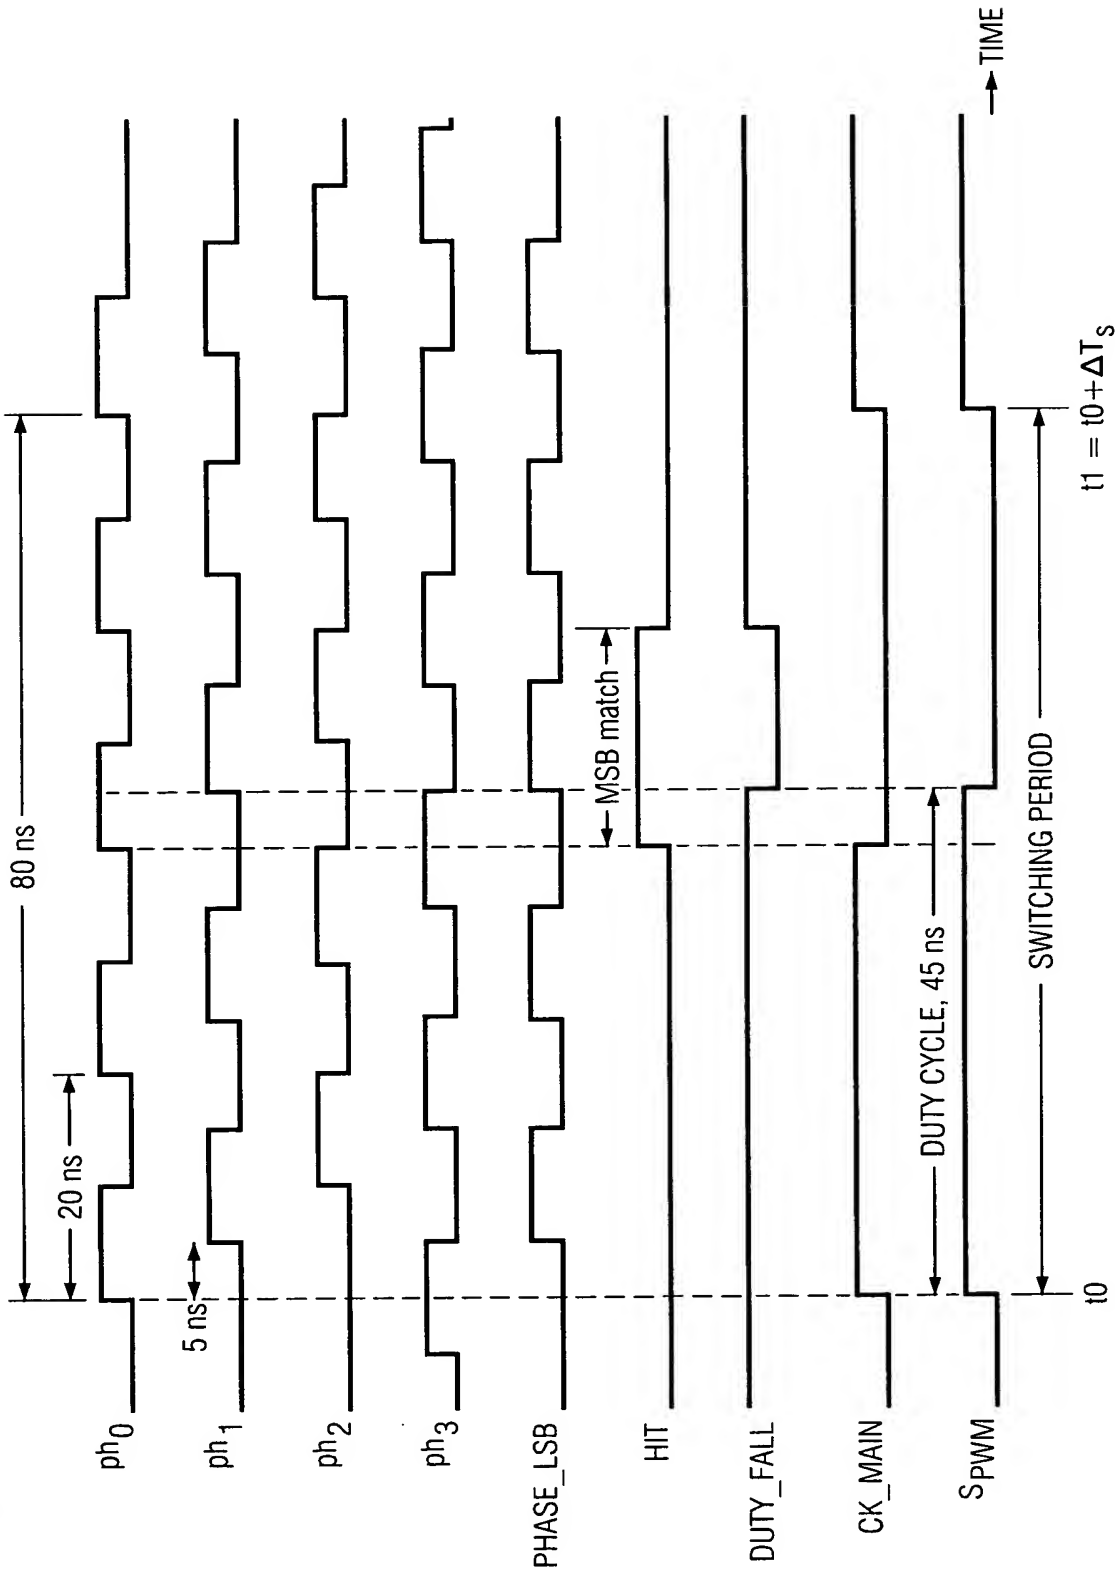 80 ns
20 ns
5 ns
ph0
ph1
ph2
ph3
PHASE_LSB
MSB match
HIT
DUTY_FALL
CK_MAIN
DUTY CYCLE, 45 ns
SPWM
SWITCHING PERIOD
TIME
t0
t1 = t0+ΔTS